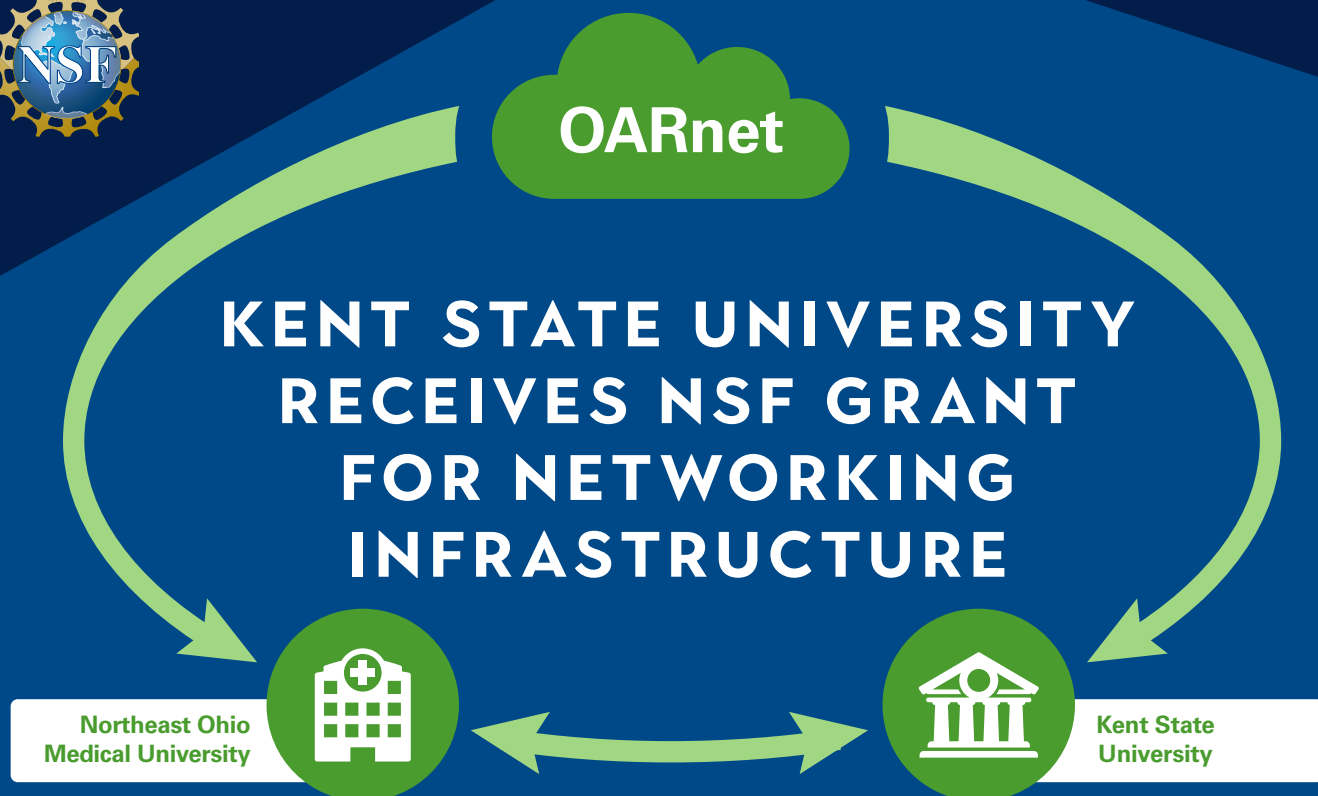 NSF
OARnet
KENT STATE UNIVERSITY
RECEIVES NSF GRANT
FOR NETWORKING
INFRASTRUCTURE
Northeast Ohio
Medical University
Kent State
University